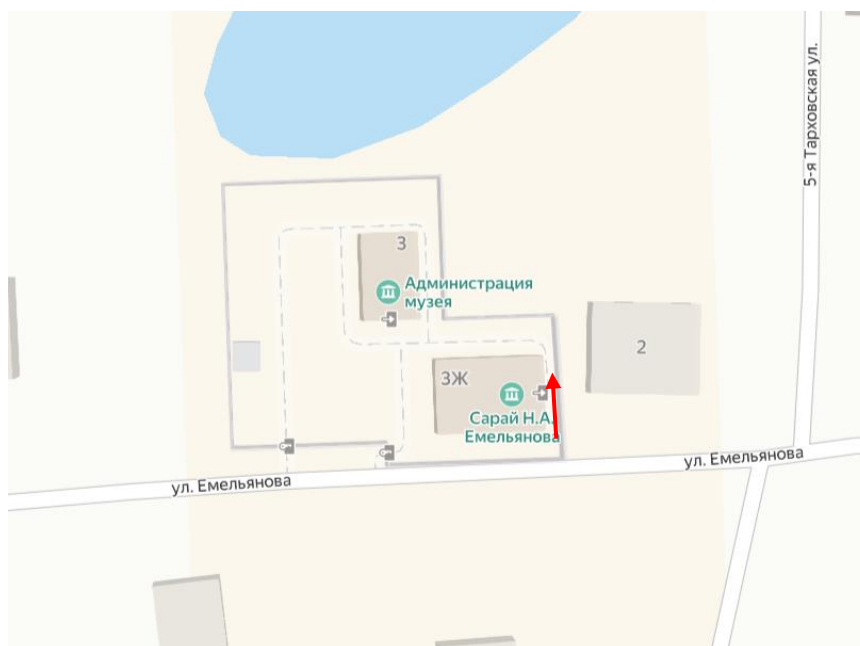 5-я Тарховская ул.
3
Администрация
музея
2
3Ж
Сарай Н.А.
Емельянова
ул. Емельянова
ул. Емельянова